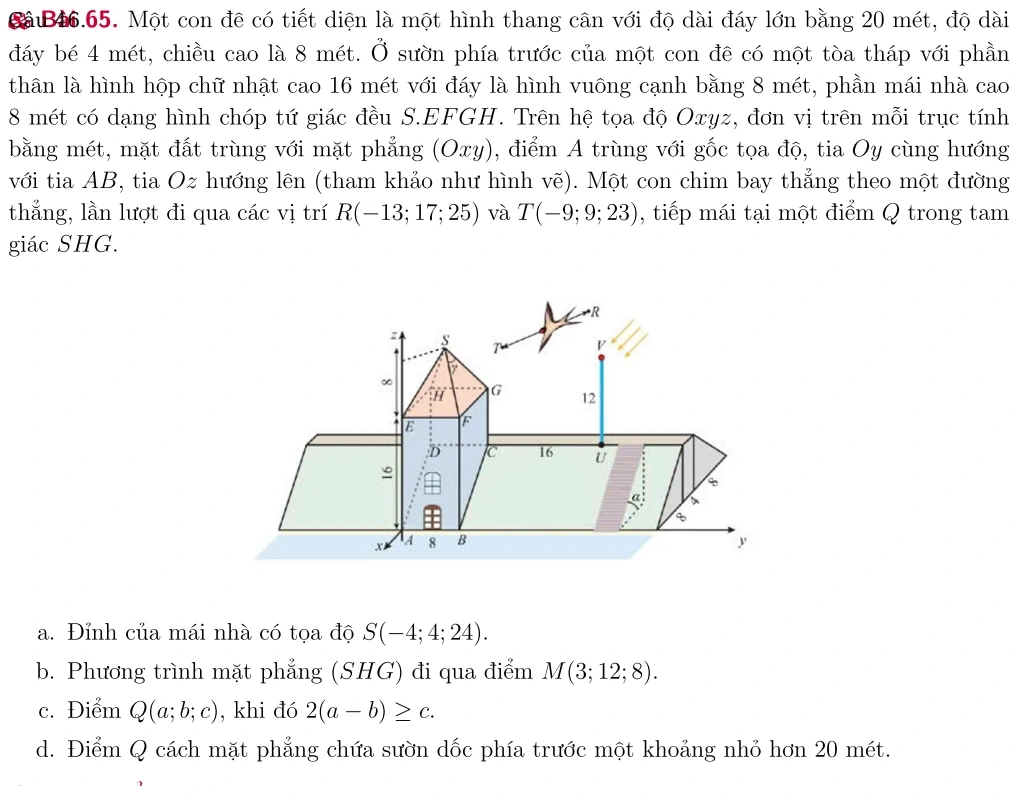 Câu 46. Bài 65. Một con đê có tiết diện là một hình thang cân với độ dài đáy lớn bằng 20 mét, độ dài
đáy bé 4 mét, chiều cao là 8 mét. Ở sườn phía trước của một con đê có một tòa tháp với phần
thân là hình hộp chữ nhật cao 16 mét với đáy là hình vuông cạnh bằng 8 mét, phần mái nhà cao
8 mét có dạng hình chóp tứ giác đều S.EFGH. Trên hệ tọa độ Oxyz, đơn vị trên mỗi trục tính
bằng mét, mặt đất trùng với mặt phẳng (Oxy), điểm A trùng với gốc tọa độ, tia Oy cùng hướng
với tia AB, tia Oz hướng lên (tham khảo như hình vẽ). Một con chim bay thẳng theo một đường
thẳng, lần lượt đi qua các vị trí R(−13; 17; 25) và T(−9; 9; 23), tiếp mái tại một điểm Q trong tam
giác SHG.
R
z
S
T
V
γ
8
H
G
12
E
F
D
C
16
U
16
α
8
4
8
x
A
8
B
y
a. Đỉnh của mái nhà có tọa độ S(−4; 4; 24).
b. Phương trình mặt phẳng (SHG) đi qua điểm M(3; 12; 8).
c. Điểm Q(a; b; c), khi đó 2(a − b) ≥ c.
d. Điểm Q cách mặt phẳng chứa sườn dốc phía trước một khoảng nhỏ hơn 20 mét.